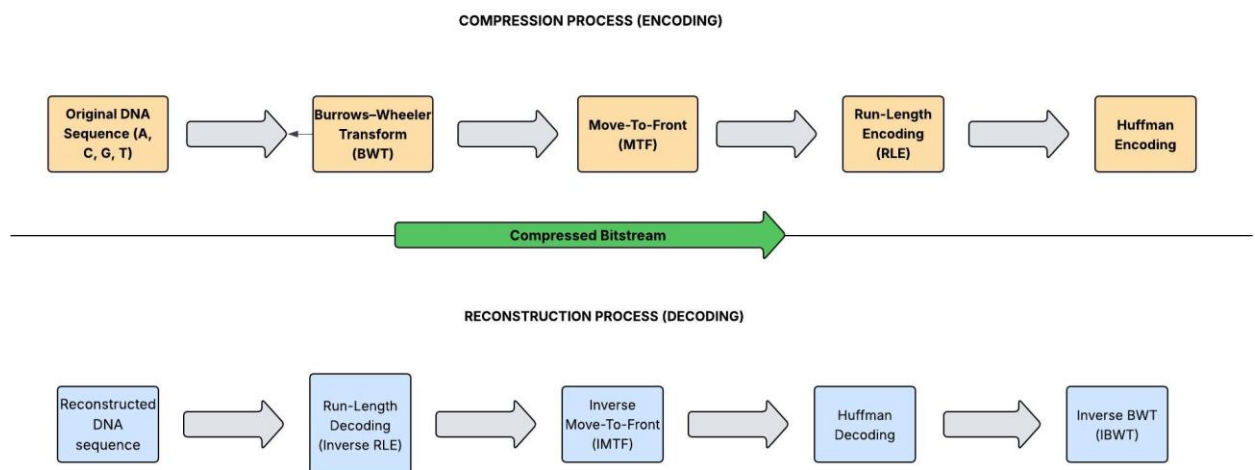 COMPRESSION PROCESS (ENCODING)
Original DNA
Sequence (A,
C, G, T)
Burrows–Wheeler
Transform
(BWT)
Move-To-Front
(MTF)
Run-Length
Encoding
(RLE)
Huffman
Encoding
Compressed Bitstream
RECONSTRUCTION PROCESS (DECODING)
Reconstructed
DNA
sequence
Run-Length
Decoding
(Inverse RLE)
Inverse
Move-To-Front
(IMTF)
Huffman
Decoding
Inverse BWT
(IBWT)